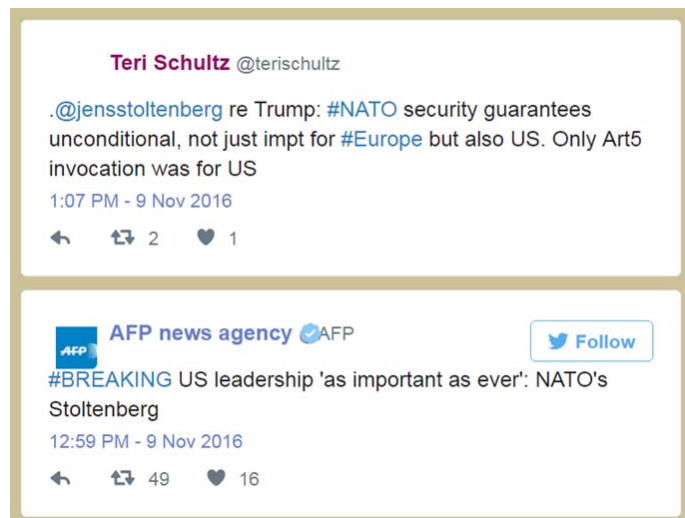 Teri Schultz @terischultz
.@jensstoltenberg re Trump: #NATO security guarantees
unconditional, not just impt for #Europe but also US. Only Art5
invocation was for US
1:07 PM - 9 Nov 2016
2 1
AFP news agency AFP
Follow
AFP
#BREAKING US leadership 'as important as ever': NATO's
Stoltenberg
12:59 PM - 9 Nov 2016
49 16